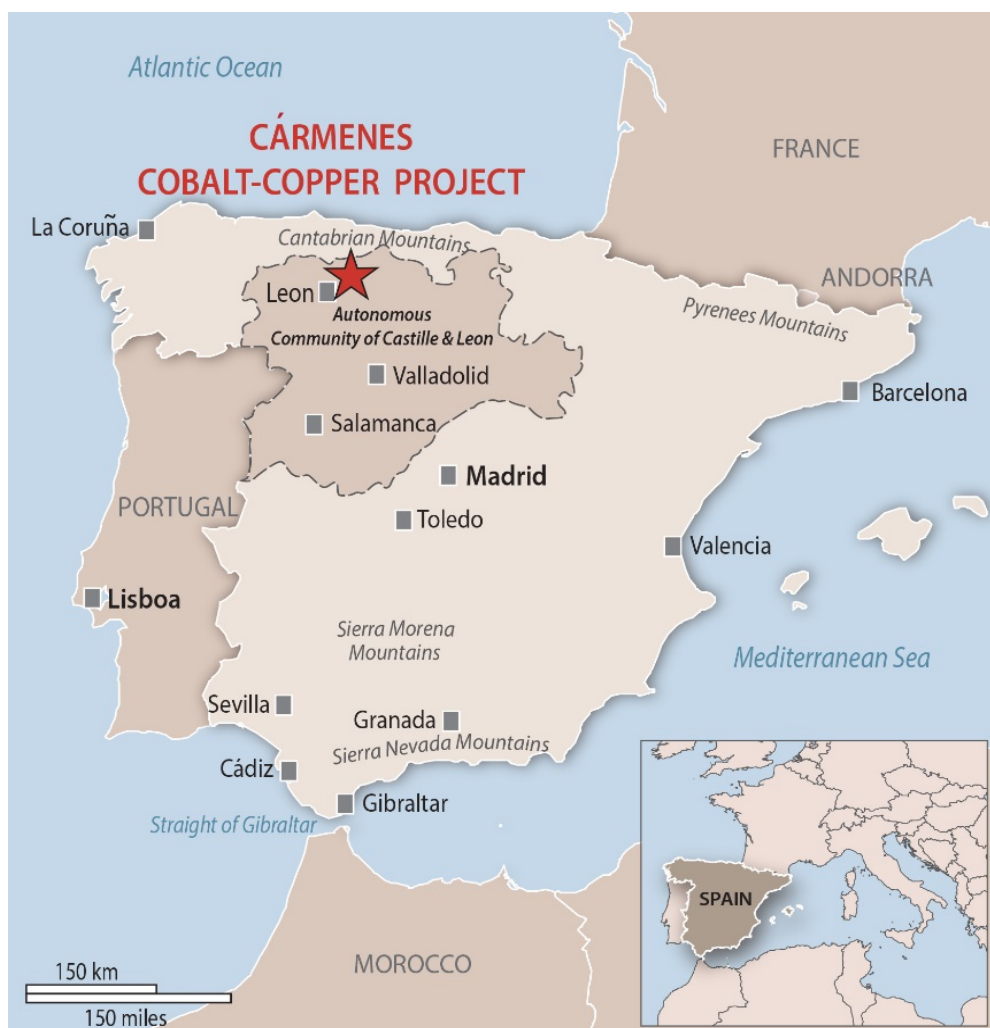 Atlantic Ocean
CÁRMENES
COBALT-COPPER PROJECT
FRANCE
La Coruña
Cantabrian Mountains
ANDORRA
Leon
Autonomous
Community of Castille & Leon
Pyrenees Mountains
Valladolid
Barcelona
Salamanca
Madrid
PORTUGAL
Toledo
Valencia
Lisboa
Sierra Morena
Mountains
Mediterranean Sea
Sevilla
Granada
Sierra Nevada Mountains
Cádiz
Gibraltar
Straight of Gibraltar
SPAIN
MOROCCO
150 km
150 miles